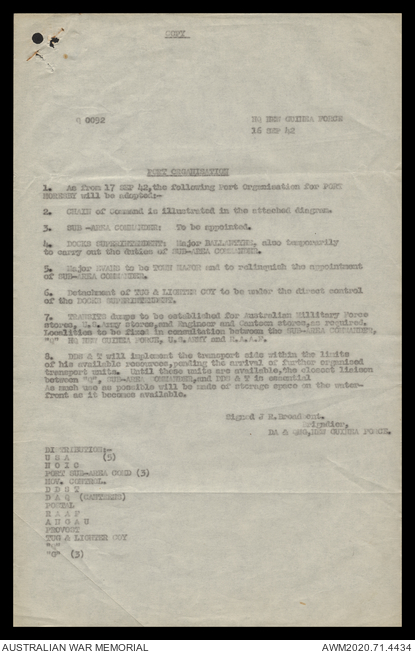 COPY
Q 0092
HQ NEW GUINEA FORCE
16 SEP 42
PORT ORGANISATION
1. As from 17 SEP 42, the following Port Organisation for PORT
MORESBY will be adopted:-
2. CHAIN of Command is illustrated in the attached diagram.
3. SUB-AREA COMMANDER: To be appointed.
4. DOCKS SUPERINTENDENT: Major, also temporarily
to carry out the duties of SUB-AREA COMMANDER.
5. Major EVANS to be TOWN MAJOR and to relinquish the appointment
of SUB-AREA COMMANDER.
6. Detachment of TUG & LIGHTER COY to be under the direct control
of the DOCKS SUPERINTENDENT.
7. TRANSITS dumps to be established for Australian Military Force
stores, U.S. Army stores, and Engineer and Canteen stores, as required.
Localities to be fixed in consultation between the SUB-AREA COMMANDER,
"Q" HQ NEW GUINEA FORCE, U.S. ARMY and R.A.A.F.
8. DDS & T will implement the transport side within the limits
of his available resources, pending the arrival of further organised
transport units. Until these units are available, the closest liaison
between "Q", SUB-AREA COMMANDER, and DDS & T is essential
As much use as possible will be made of storage space on the water-
front as it becomes available.
Signed J E. Broadbent.
Brigadier,
DA & QMG, NEW GUINEA FORCE.
DISTRIBUTION:-
U S A (5)
N O I C
PORT SUB-AREA COMD (3)
MOV. CONTROL.
D D S T
D A Q (CANTEENS)
POSTAL
R A A F
A N G A U
PROVOST
TUG & LIGHTER COY
"G" (3)
AUSTRALIAN WAR MEMORIAL
AWM2020.71.4434